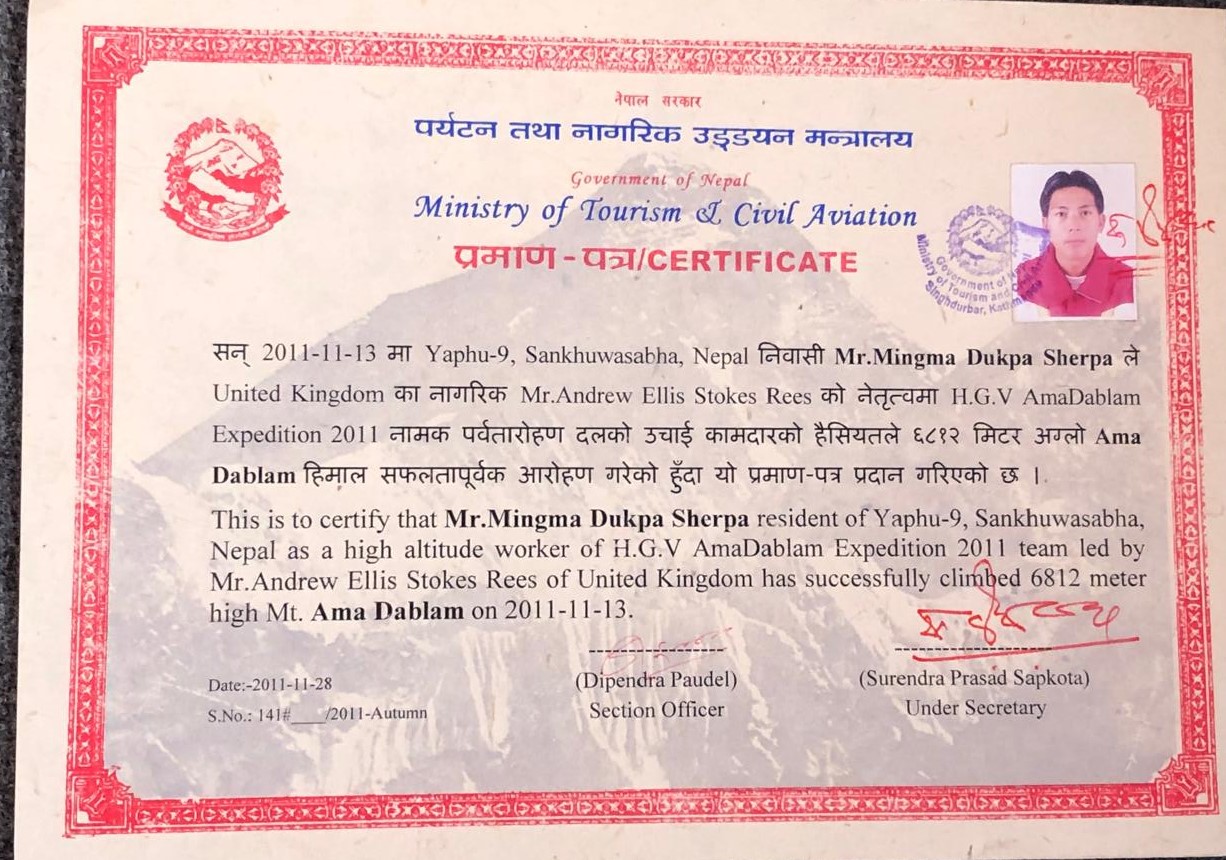 नेपाल सरकार
पर्यटन तथा नागरिक उड्डयन मन्त्रालय
Government of Nepal
Ministry of Tourism & Civil Aviation
प्रमाण-पत्र/CERTIFICATE
Government of
Ministry of Tourism and
Singhdurbar,
सन् 2011-11-13 मा Yaphu-9, Sankhuwasabha, Nepal निवासी Mr.Mingma Dukpa Sherpa ले
United Kingdom का नागरिक Mr.Andrew Ellis Stokes Rees को नेतृत्वमा H.G.V AmaDablam
Expedition 2011 नामक पर्वतारोहण दलको उचाई कामदारको हैसियतले ६८१२ मिटर अग्लो Ama
Dablam हिमाल सफलतापूर्वक आरोहण गरेको हुँदा यो प्रमाण-पत्र प्रदान गरिएको छ ।
This is to certify that Mr.Mingma Dukpa Sherpa resident of Yaphu-9, Sankhuwasabha,
Nepal as a high altitude worker of H.G.V AmaDablam Expedition 2011 team led by
Mr.Andrew Ellis Stokes Rees of United Kingdom has successfully climbed 6812 meter
high Mt. Ama Dablam on 2011-11-13.
Date:-2011-11-28
S.No.: 141#____/2011-Autumn
(Dipendra Paudel)
Section Officer
(Surendra Prasad Sapkota)
Under Secretary